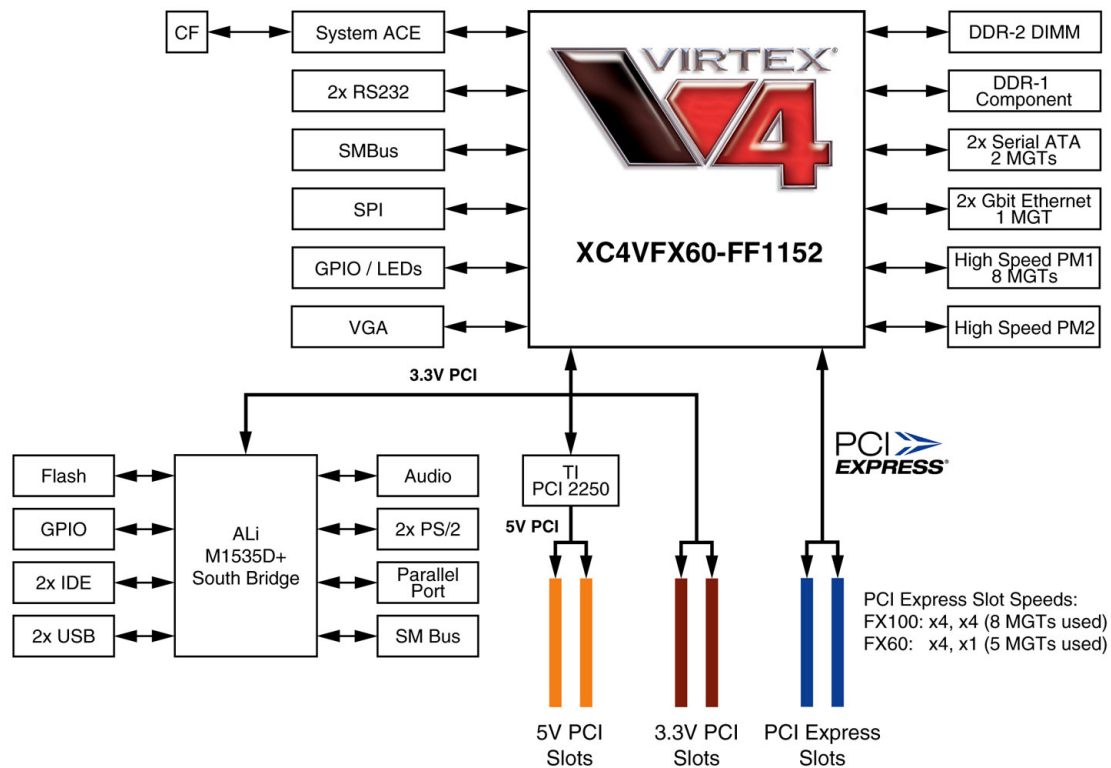 CF
System ACE
2x RS232
SMBus
SPI
GPIO / LEDs
VGA
VIRTEX®
V4
XC4VFX60-FF1152
DDR-2 DIMM
DDR-1
Component
2x Serial ATA
2 MGTs
2x Gbit Ethernet
1 MGT
High Speed PM1
8 MGTs
High Speed PM2
3.3V PCI
Flash
GPIO
2x IDE
2x USB
ALi
M1535D+
South Bridge
Audio
2x PS/2
Parallel
Port
SM Bus
TI
PCI 2250
5V PCI
PCI
EXPRESS®
PCI Express Slot Speeds:
FX100: x4, x4 (8 MGTs used)
FX60: x4, x1 (5 MGTs used)
5V PCI
Slots
3.3V PCI
Slots
PCI Express
Slots